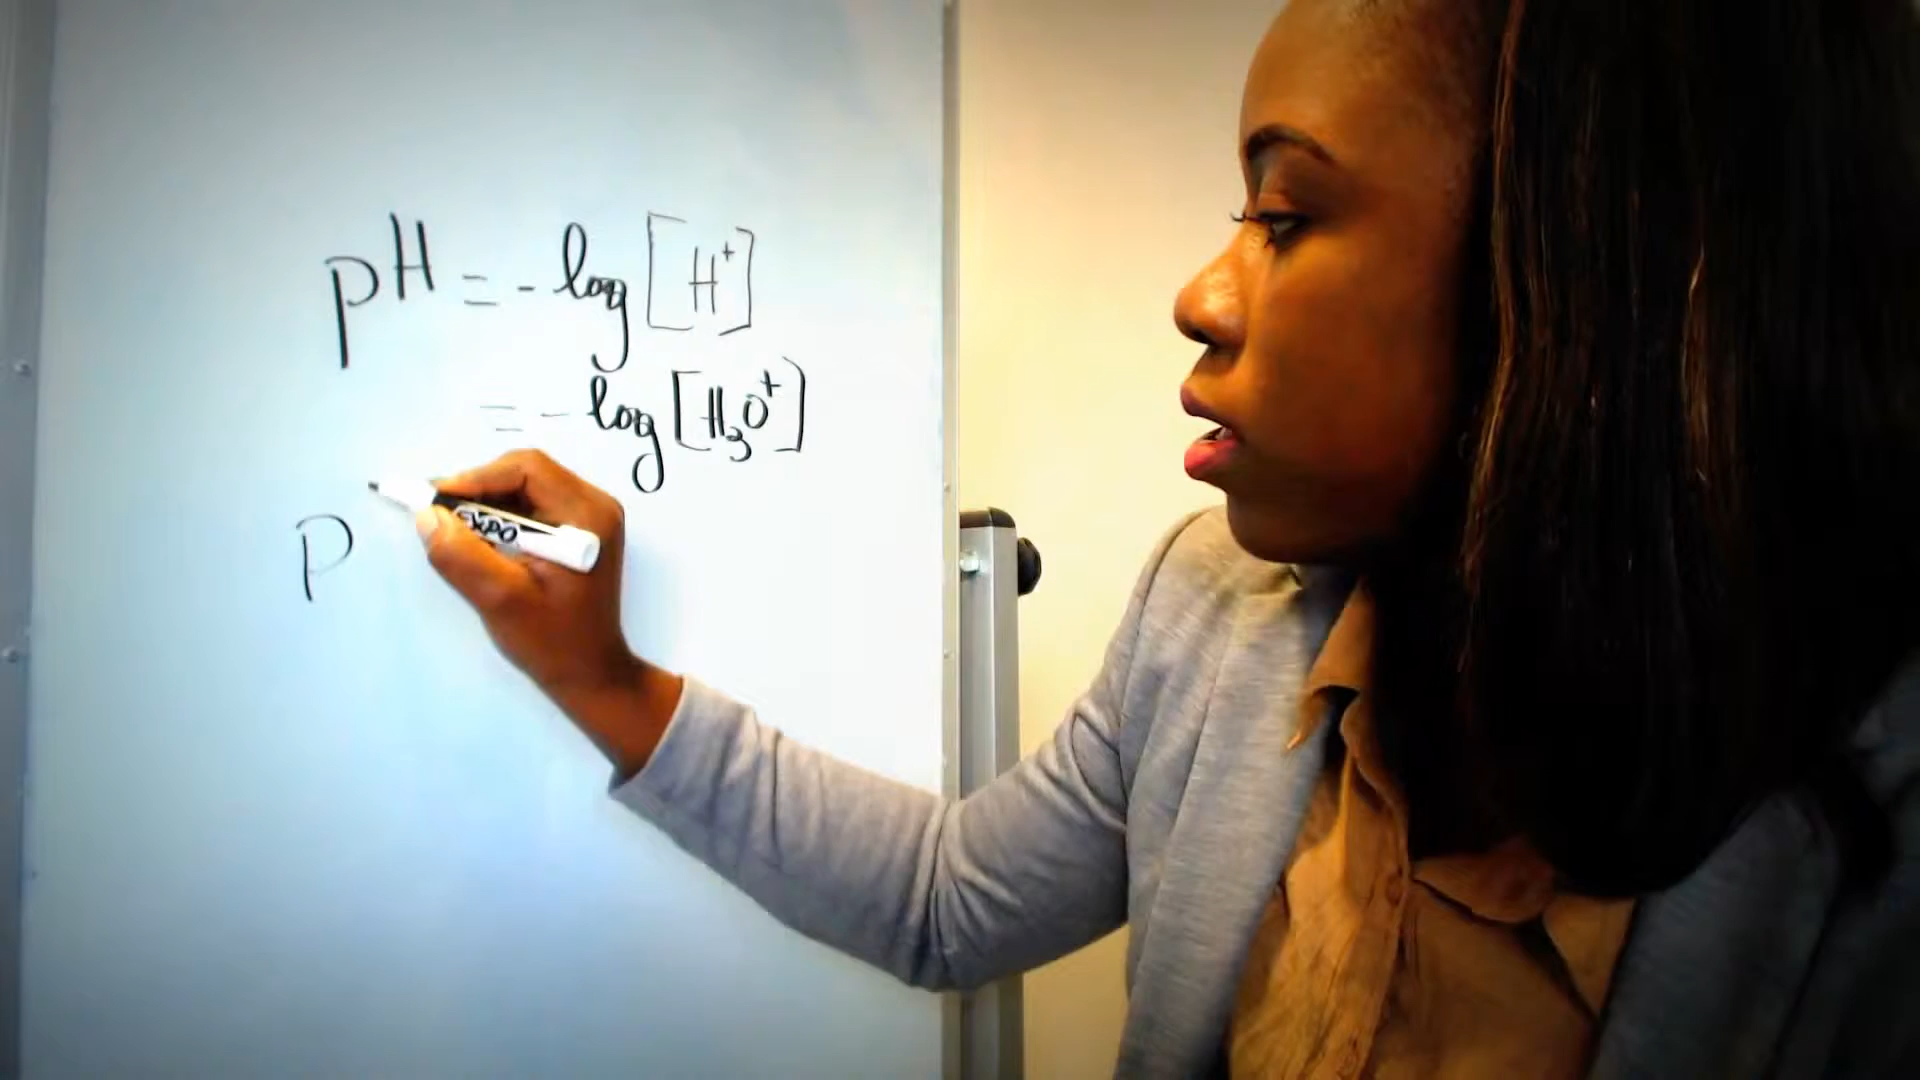 pH = - log [H⁺]
= - log [H₃O⁺]
p
EXPO